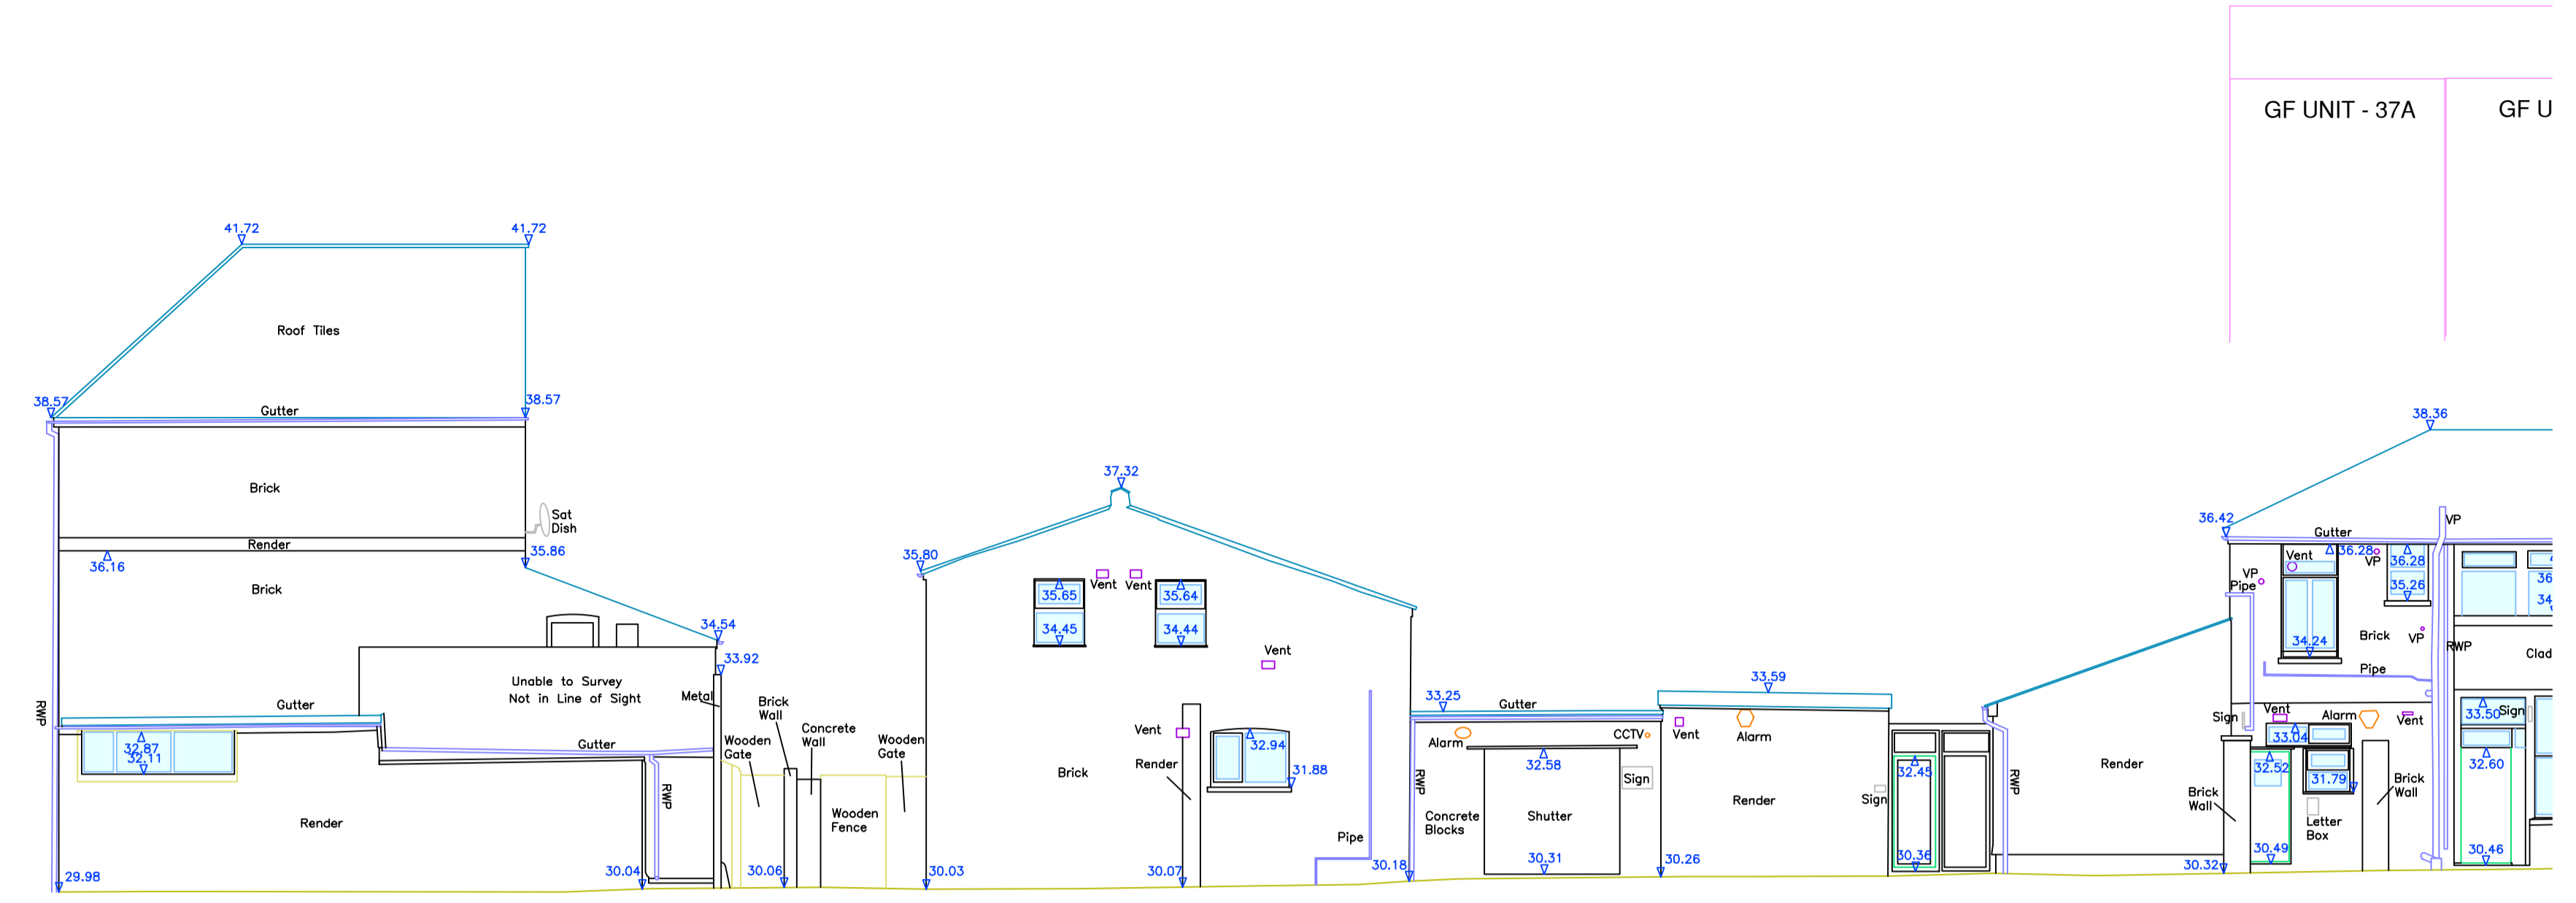 GF UNIT - 37A
GF U
41.72
41.72
Roof Tiles
38.57
Gutter
38.57
38.36
Brick
Sat
Dish
Render
36.16
35.86
Brick
37.32
36.42
Gutter
VP
35.80
35.65
Vent
Vent
35.64
34.45
34.44
Vent
36.28
VP
36.28
35.26
VP
Pipe
34.24
Brick
VP
RWP
Pipe
Clad
36
34
34.54
33.92
Unable to Survey
Not in Line of Sight
Metal
Gutter
RWP
Gutter
32.87
32.11
Render
RWP
29.98
30.04
Brick
Wall
Concrete
Wall
Wooden
Gate
Wooden
Gate
Wooden
Fence
30.06
30.03
Vent
Vent
Render
Brick
32.94
31.88
30.07
Pipe
30.18
33.25
Gutter
33.59
Alarm
CCTV
Vent
Alarm
32.58
Sign
RWP
Concrete
Blocks
Shutter
30.31
Render
30.26
Sign
32.45
30.36
RWP
Render
Brick
Wall
30.32
Sign
Vent
33.04
Alarm
Vent
32.52
31.79
Brick
Wall
Letter
Box
30.49
33.50
Sign
32.60
30.46